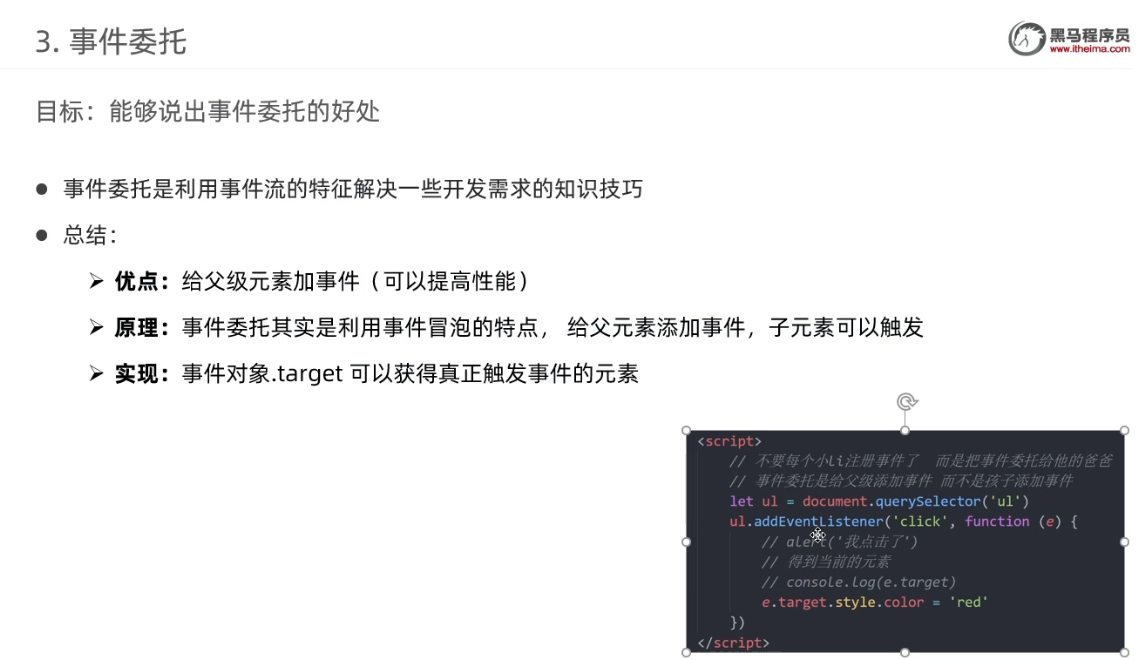 3. 事件委托
黑马程序员
www.itheima.com
目标：能够说出事件委托的好处
● 事件委托是利用事件流的特征解决一些开发需求的知识技巧
● 总结：
➢ 优点：给父级元素加事件（可以提高性能）
➢ 原理：事件委托其实是利用事件冒泡的特点， 给父元素添加事件，子元素可以触发
➢ 实现：事件对象.target 可以获得真正触发事件的元素
<script>
// 不要每个小li注册事件了  而是把事件委托给他的爸爸
// 事件委托是给父级添加事件 而不是孩子添加事件
let ul = document.querySelector('ul')
ul.addEventListener('click', function (e) {
// alert('我点击了')
// 得到当前的元素
// console.log(e.target)
e.target.style.color = 'red'
})
</script>